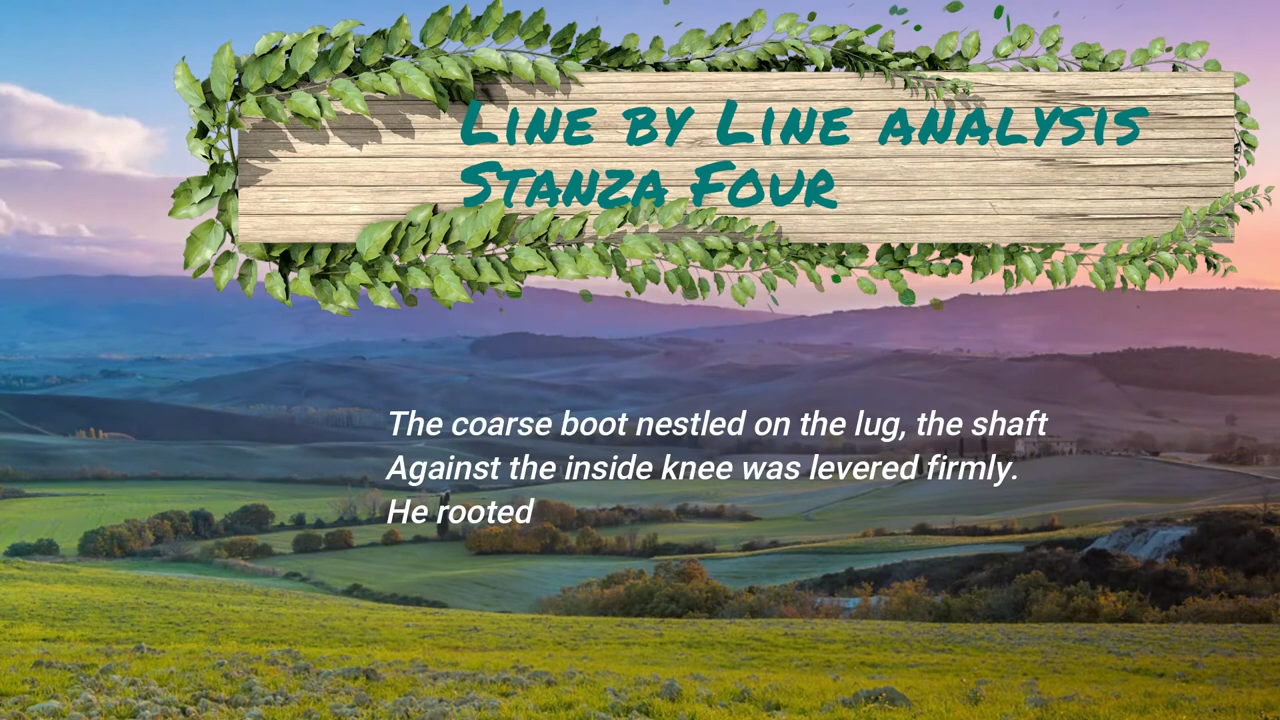 Line by Line analysis
Stanza Four
The coarse boot nestled on the lug, the shaft
Against the inside knee was levered firmly.
He rooted